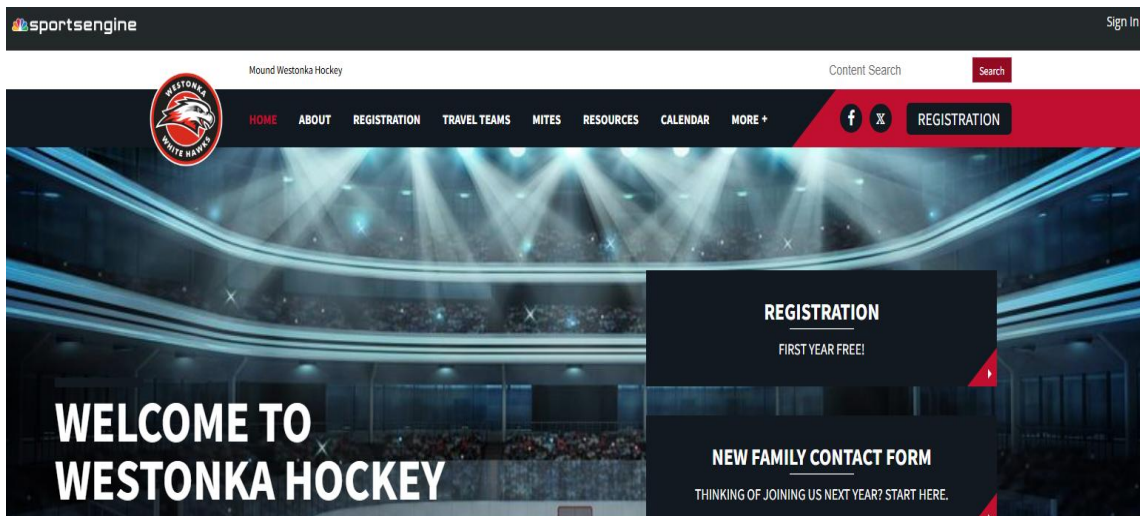 sportsengine
Sign In
Mound Westonka Hockey
Content Search
Search
WESTONKA
WHITE HAWKS
HOME
ABOUT
REGISTRATION
TRAVEL TEAMS
MITES
RESOURCES
CALENDAR
MORE +
f
X
REGISTRATION
REGISTRATION
FIRST YEAR FREE!
WELCOME TO
WESTONKA HOCKEY
NEW FAMILY CONTACT FORM
THINKING OF JOINING US NEXT YEAR? START HERE.